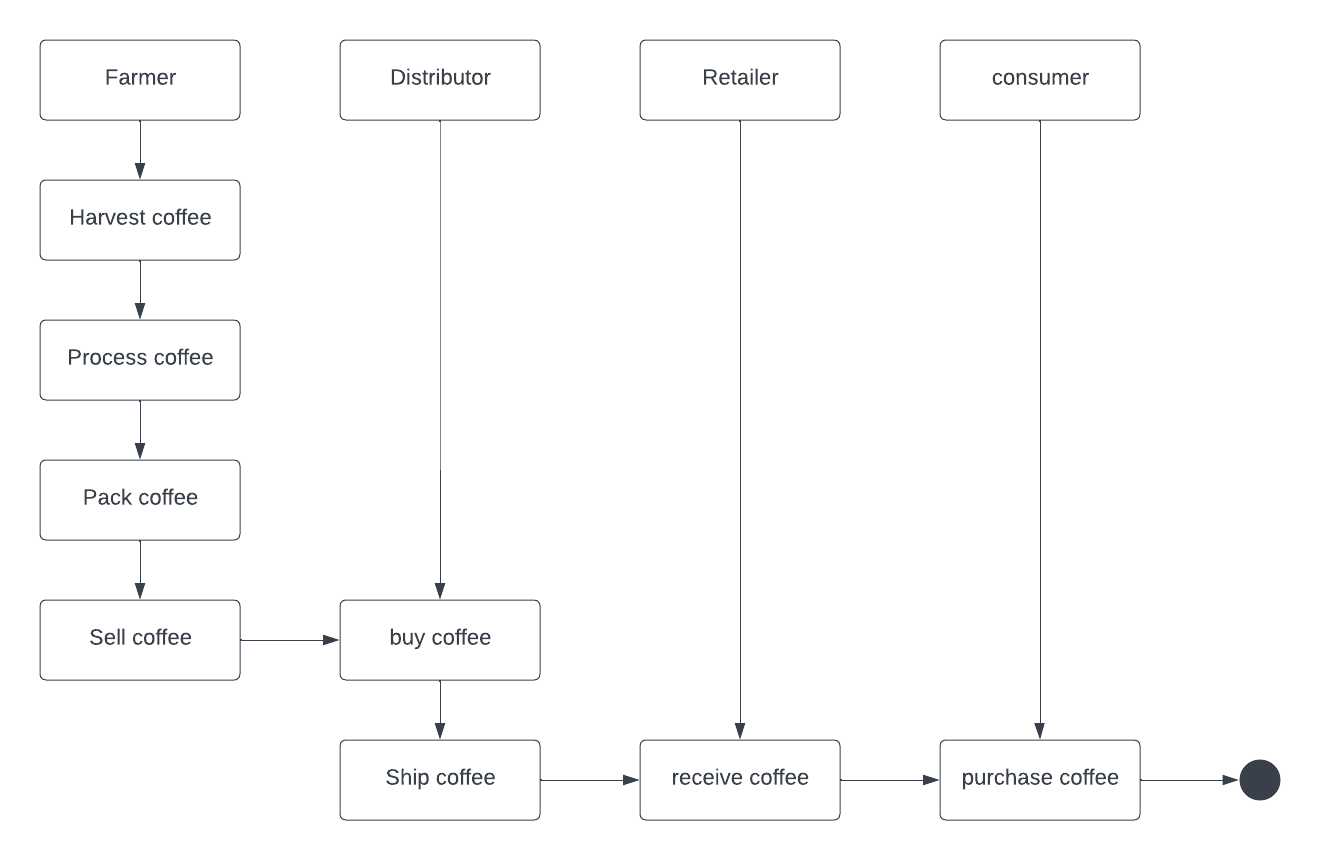 Farmer
Distributor
Retailer
consumer
Harvest coffee
Process coffee
Pack coffee
Sell coffee
buy coffee
Ship coffee
receive coffee
purchase coffee